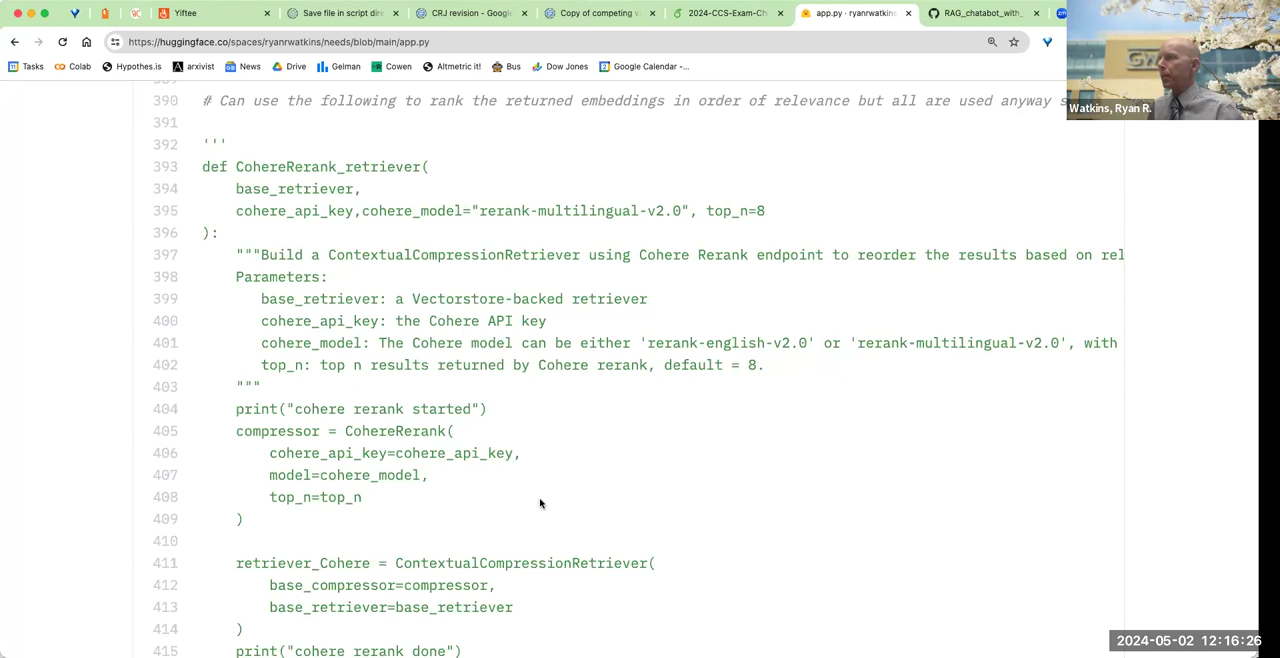 Yiftee
Save file in script dire
CRJ revision - Google
Copy of competing v
2024-CCS-Exam-Ch
app.py · ryanrwatkins
RAG_chatabot_with_
https://huggingface.co/spaces/ryanrwatkins/needs/blob/main/app.py
Tasks Colab Hypothes.is arxivist News Drive Gelman Cowen Altmetric it! Bus Dow Jones Google Calendar -...
GW
Watkins, Ryan R.
390 # Can use the following to rank the returned embeddings in order of relevance but all are used anyway s
391
392 '''
393 def CohereRerank_retriever(
394 base_retriever,
395 cohere_api_key,cohere_model="rerank-multilingual-v2.0", top_n=8
396 ):
397 """Build a ContextualCompressionRetriever using Cohere Rerank endpoint to reorder the results based on rel
398 Parameters:
399 base_retriever: a Vectorstore-backed retriever
400 cohere_api_key: the Cohere API key
401 cohere_model: The Cohere model can be either 'rerank-english-v2.0' or 'rerank-multilingual-v2.0', with
402 top_n: top n results returned by Cohere rerank, default = 8.
403 """
404 print("cohere rerank started")
405 compressor = CohereRerank(
406 cohere_api_key=cohere_api_key,
407 model=cohere_model,
408 top_n=top_n
409 )
410
411 retriever_Cohere = ContextualCompressionRetriever(
412 base_compressor=compressor,
413 base_retriever=base_retriever
414 )
415 print("cohere rerank done")
2024-05-02 12:16:26